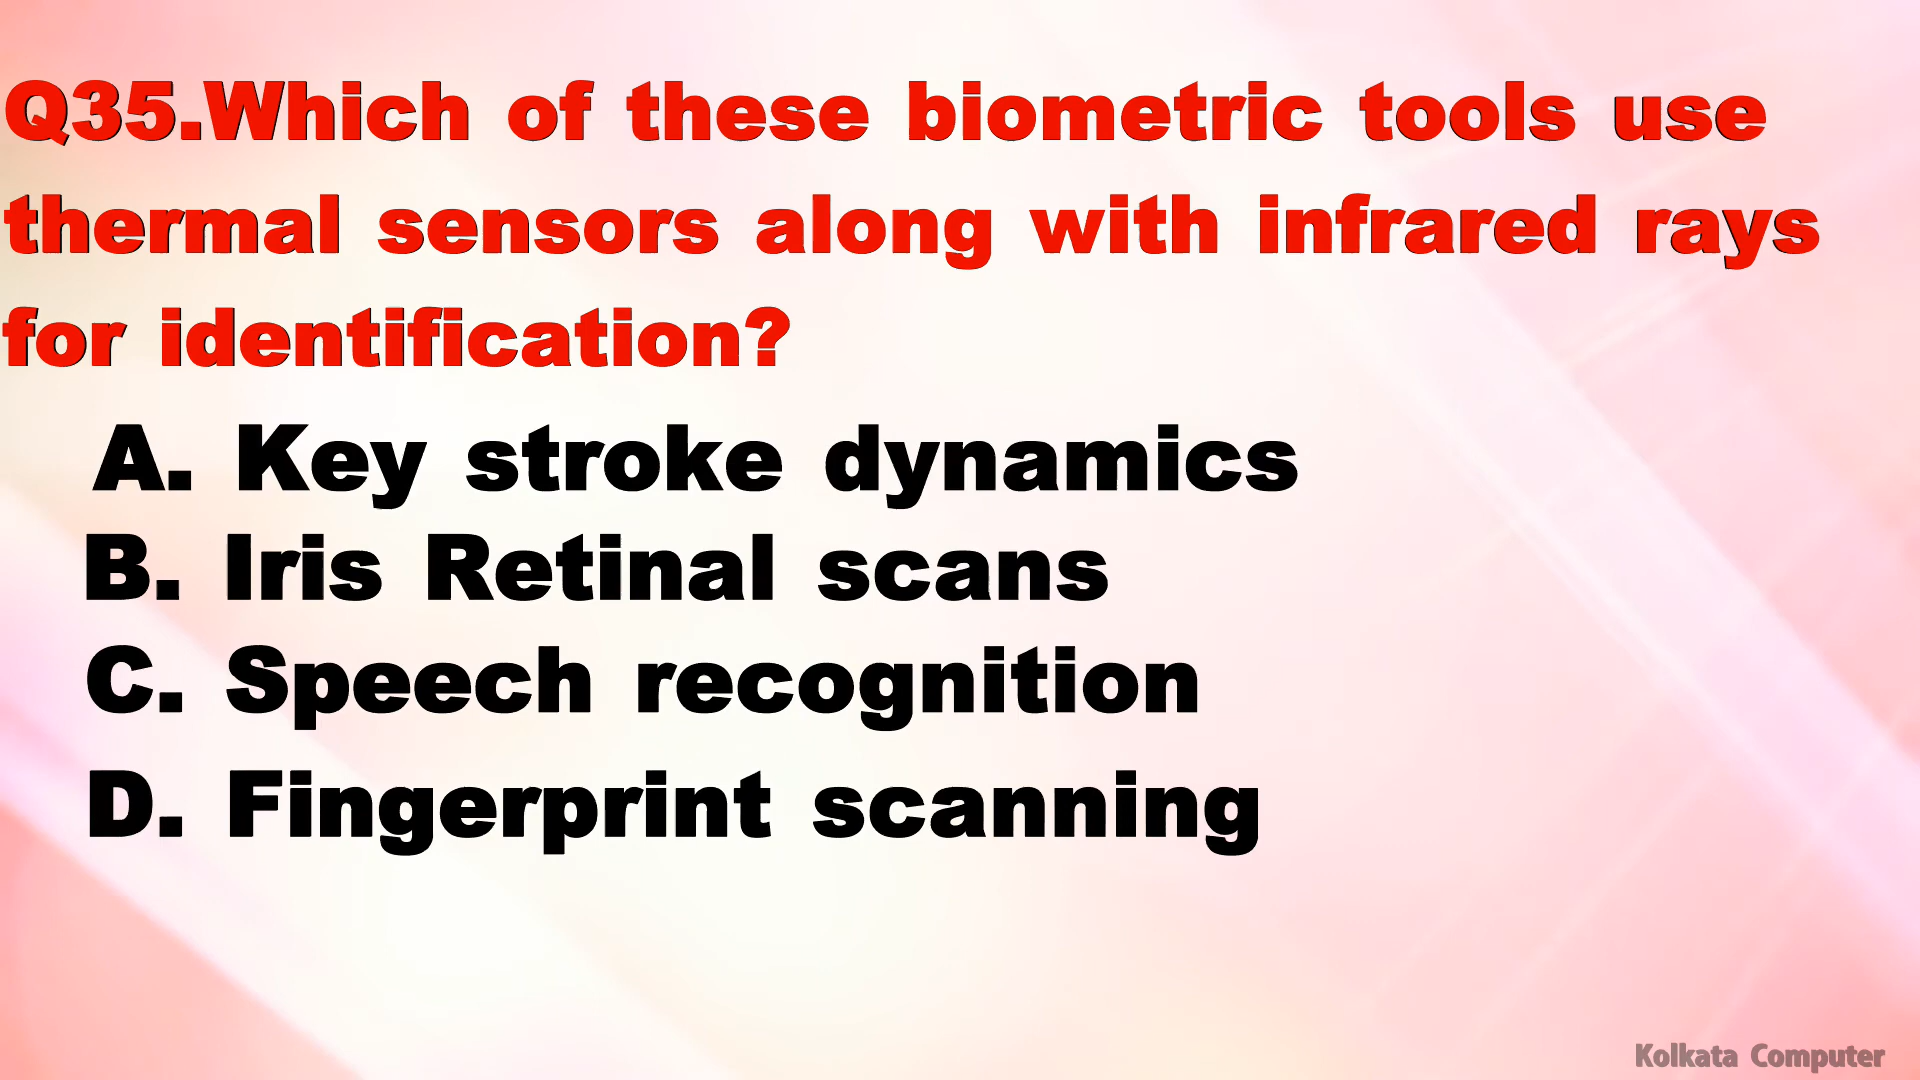 Q35.Which of these biometric tools use
thermal sensors along with infrared rays
for identification?
A. Key stroke dynamics
B. Iris Retinal scans
C. Speech recognition
D. Fingerprint scanning
Kolkata Computer